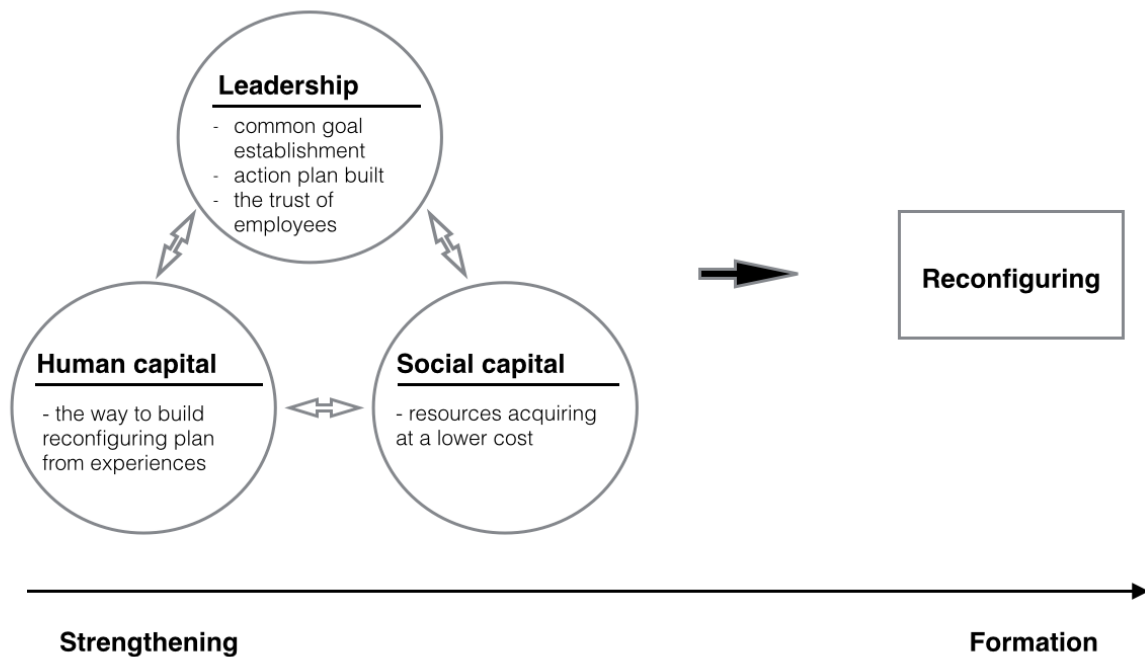 Leadership
- common goal
establishment
- action plan built
- the trust of
employees
Reconfiguring
Human capital
- the way to build
reconfiguring plan
from experiences
Social capital
- resources acquiring
at a lower cost
Strengthening
Formation